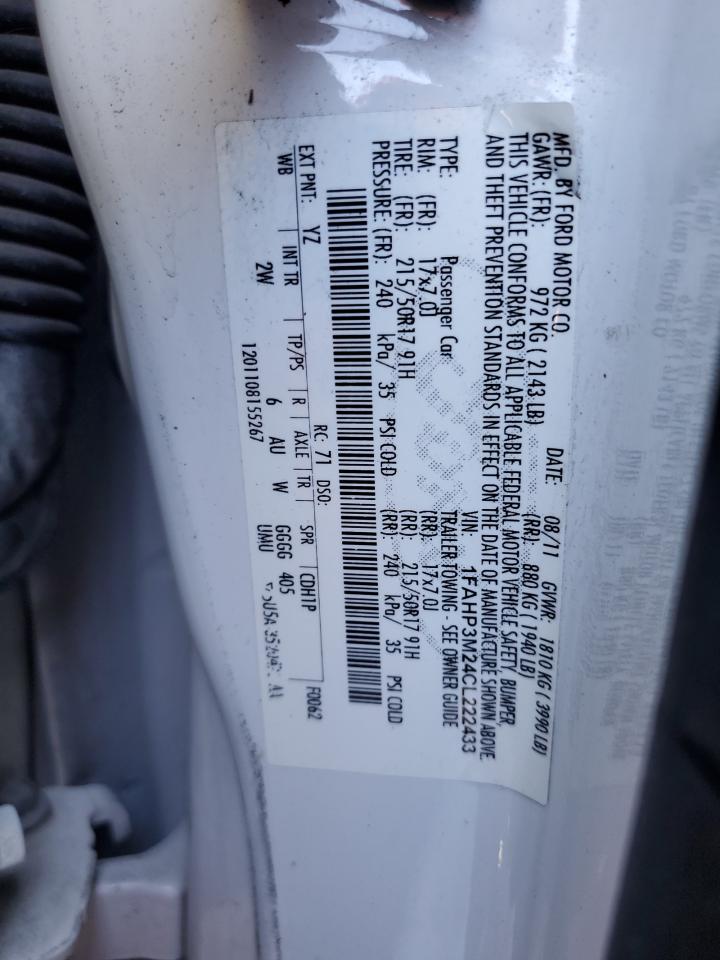 MFD. BY FORD MOTOR CO. DATE: 08/11 GVWR: 1810 KG ( 3990 LB)
GAWR: (FR): 972 KG ( 2143 LB) (RR): 880 KG ( 1940 LB)
THIS VEHICLE CONFORMS TO ALL APPLICABLE FEDERAL MOTOR VEHICLE SAFETY, BUMPER,
AND THEFT PREVENTION STANDARDS IN EFFECT ON THE DATE OF MANUFACTURE SHOWN ABOVE.
VIN: 1FAHP3M24CL222433
TYPE: Passenger Car TRAILER TOWING - SEE OWNER GUIDE
RIM: (FR): 17x7.0J (RR): 17x7.0J
TIRE: (FR): 215/50R17 91H (RR): 215/50R17 91H
PRESSURE: (FR): 240 kPa/ 35 PSI COLD (RR): 240 kPa/ 35 PSI COLD
RC: 71 DSO: F0062
EXT PNT: YZ
WB INT TR TP/PS R AXLE TR SPR CDH1P
2W 6 AU W GGGG 405
UMU
1201108155267